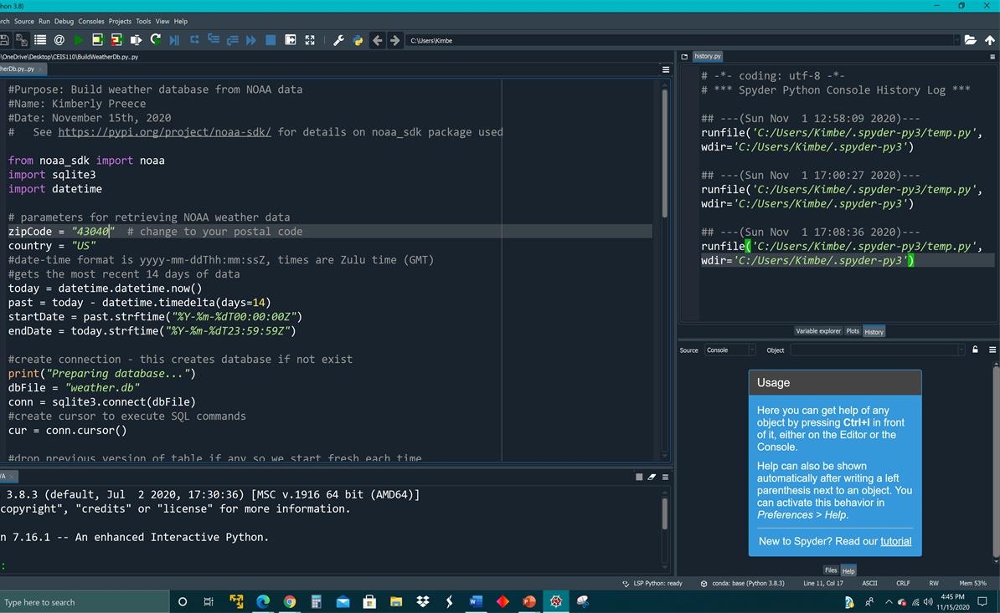 hon 3.8)
rch Source Run Debug Consoles Projects Tools View Help
C:\Users\Kimbe
\OneDrive\Desktop\CEIS110\BuildWeatherDb.py..py
herDb.py..py
#Purpose: Build weather database from NOAA data
#Name: Kimberly Preece
#Date: November 15th, 2020
#   See https://pypi.org/project/noaa-sdk/ for details on noaa_sdk package used
from noaa_sdk import noaa
import sqlite3
import datetime
# parameters for retrieving NOAA weather data
zipCode = "43040"  # change to your postal code
country = "US"
#date-time format is yyyy-mm-ddThh:mm:ssZ, times are Zulu time (GMT)
#gets the most recent 14 days of data
today = datetime.datetime.now()
past = today - datetime.timedelta(days=14)
startDate = past.strftime("%Y-%m-%dT00:00:00Z")
endDate = today.strftime("%Y-%m-%dT23:59:59Z")
#create connection - this creates database if not exist
print("Preparing database...")
dbFile = "weather.db"
conn = sqlite3.connect(dbFile)
#create cursor to execute SQL commands
cur = conn.cursor()
#drop previous version of table if any so we start fresh each time
/A
3.8.3 (default, Jul  2 2020, 17:30:36) [MSC v.1916 64 bit (AMD64)]
copyright", "credits" or "license" for more information.
n 7.16.1 -- An enhanced Interactive Python.
:
history.py
# -*- coding: utf-8 -*-
# *** Spyder Python Console History Log ***
## ---(Sun Nov  1 12:58:09 2020)---
runfile('C:/Users/Kimbe/.spyder-py3/temp.py',
wdir='C:/Users/Kimbe/.spyder-py3')
## ---(Sun Nov  1 17:00:27 2020)---
runfile('C:/Users/Kimbe/.spyder-py3/temp.py',
wdir='C:/Users/Kimbe/.spyder-py3')
## ---(Sun Nov  1 17:08:36 2020)---
runfile('C:/Users/Kimbe/.spyder-py3/temp.py',
wdir='C:/Users/Kimbe/.spyder-py3')
Variable explorer Plots History
Source Console Object
Usage
Here you can get help of any
object by pressing Ctrl+I in front
of it, either on the Editor or the
Console.
Help can also be shown
automatically after writing a left
parenthesis next to an object. You
can activate this behavior in
Preferences > Help.
New to Spyder? Read our tutorial
Files Help
LSP Python: ready conda: base (Python 3.8.3) Line 11, Col 17 ASCII CRLF RW Mem 53%
Type here to search
4:45 PM
11/15/2020